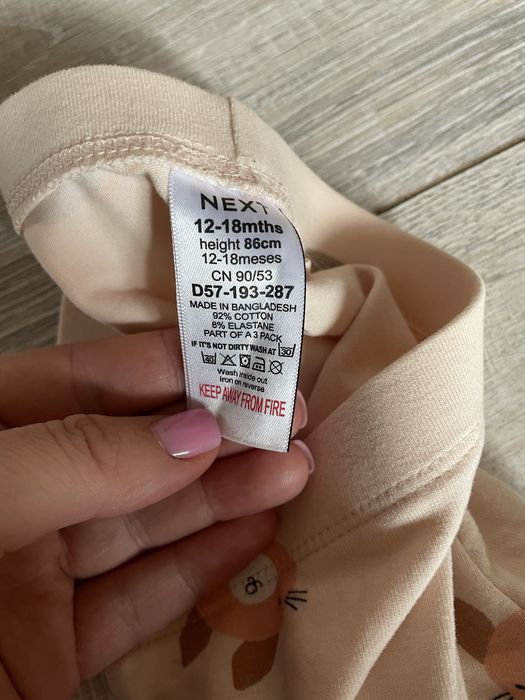 NEXT
12-18mths
height 86cm
12-18meses
CN 90/53
D57-193-287
MADE IN BANGLADESH
92% COTTON
8% ELASTANE
PART OF A 3 PACK
IF IT'S NOT DIRTY WASH AT 30
40
Wash inside out
Iron on reverse
KEEP AWAY FROM FIRE